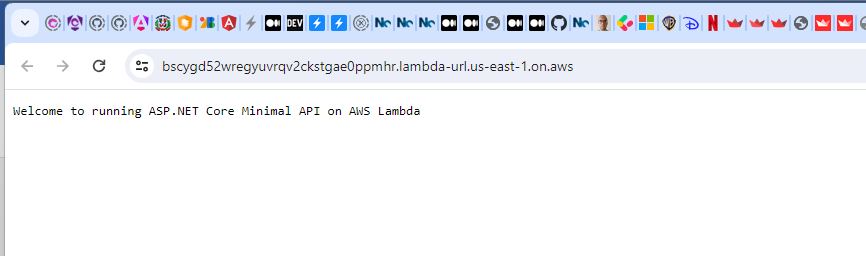 DEV
N
bscygd52wregyuvrqv2ckstgae0ppmhr.lambda-url.us-east-1.on.aws
Welcome to running ASP.NET Core Minimal API on AWS Lambda